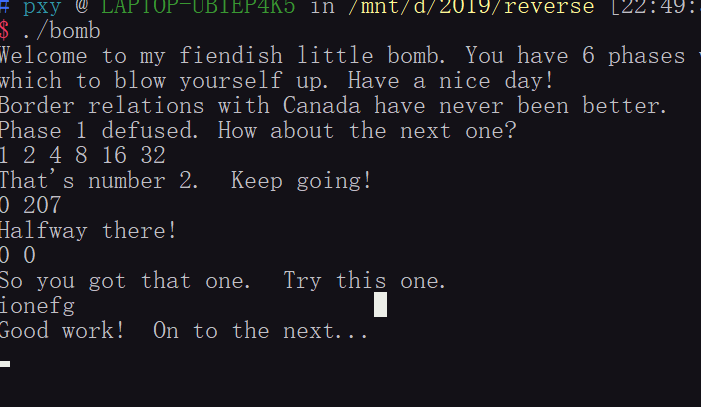 # pxy @ LAPTOP-UB1EP4K5 in /mnt/d/2019/reverse [22:49:
$ ./bomb
Welcome to my fiendish little bomb. You have 6 phases
which to blow yourself up. Have a nice day!
Border relations with Canada have never been better.
Phase 1 defused. How about the next one?
1 2 4 8 16 32
That's number 2.  Keep going!
0 207
Halfway there!
0 0
So you got that one.  Try this one.
ionefg
Good work!  On to the next...